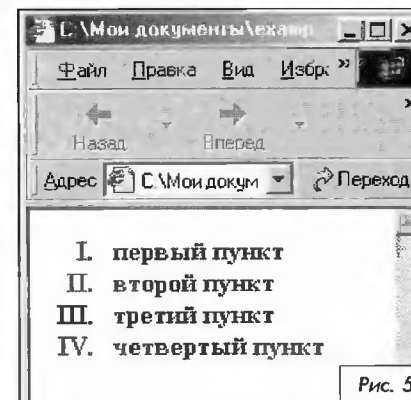 C:\Мои документы\examp
Файл Правка Вид Избр: »
Назад Вперед »
Адрес C:\Мои докум Переход
I. первый пункт
II. второй пункт
III. третий пункт
IV. четвертый пункт
Рис. 5